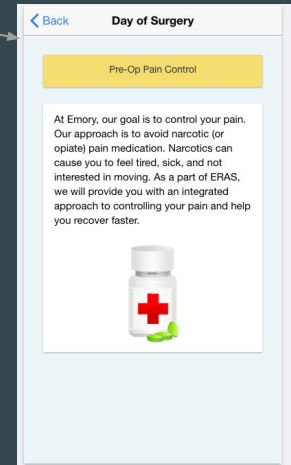 Back
Day of Surgery
Pre-Op Pain Control
At Emory, our goal is to control your pain.
Our approach is to avoid narcotic (or
opiate) pain medication. Narcotics can
cause you to feel tired, sick, and not
interested in moving. As a part of ERAS,
we will provide you with an integrated
approach to controlling your pain and help
you recover faster.